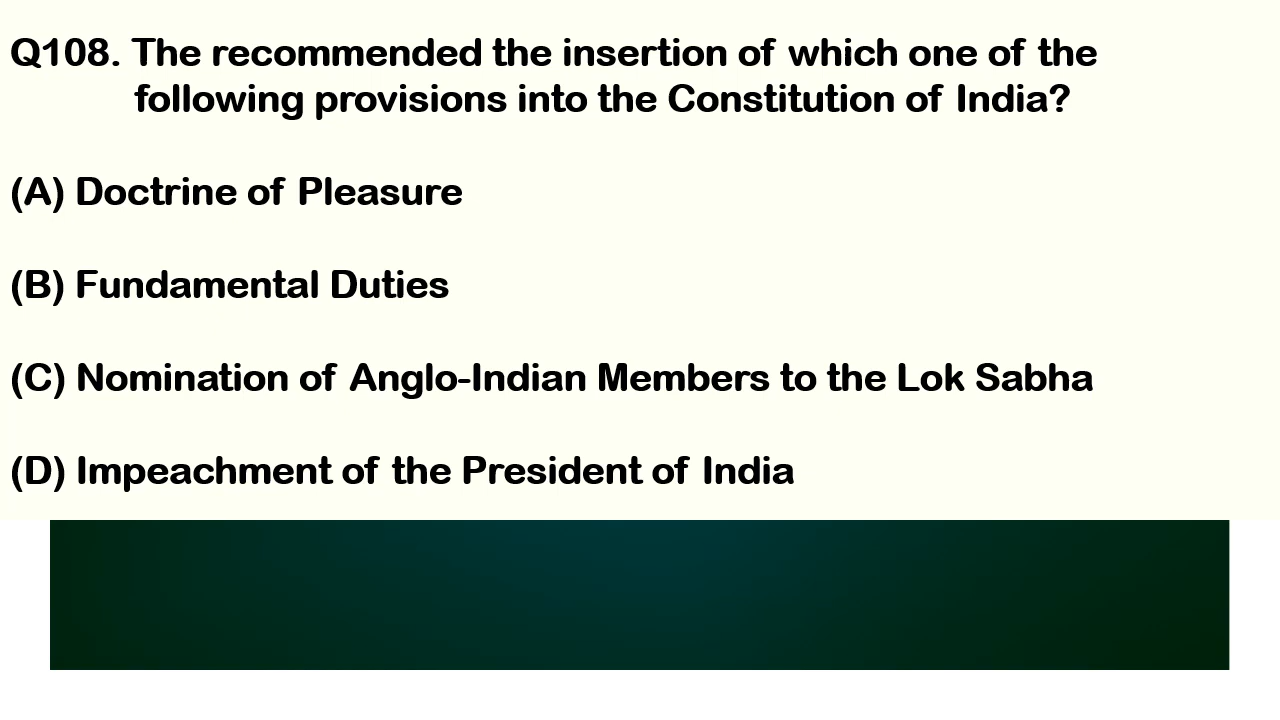 Q108. The recommended the insertion of which one of the
following provisions into the Constitution of India?
(A) Doctrine of Pleasure
(B) Fundamental Duties
(C) Nomination of Anglo-Indian Members to the Lok Sabha
(D) Impeachment of the President of India